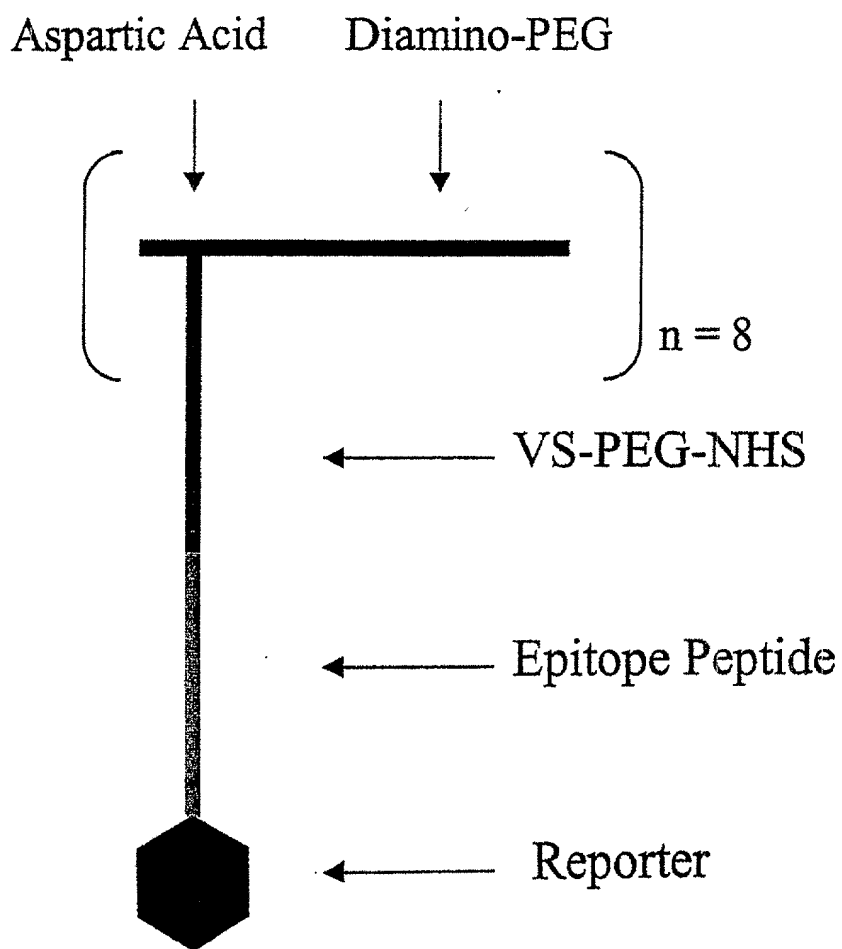 Aspartic Acid
Diamino-PEG
n = 8
VS-PEG-NHS
Epitope Peptide
Reporter